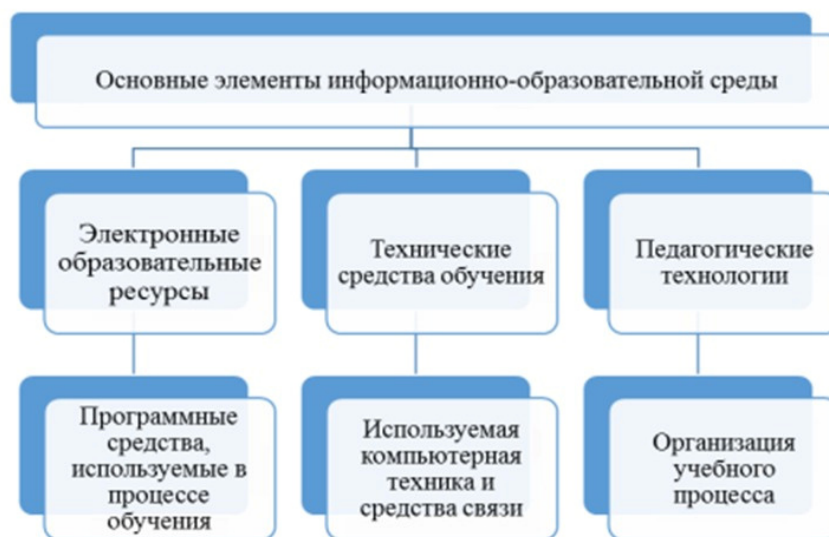 Основные элементы информационно-образовательной среды
Электронные
образовательные
ресурсы
Технические
средства обучения
Педагогические
технологии
Программные
средства,
используемые в
процессе
обучения
Используемая
компьютерная
техника и
средства связи
Организация
учебного
процесса